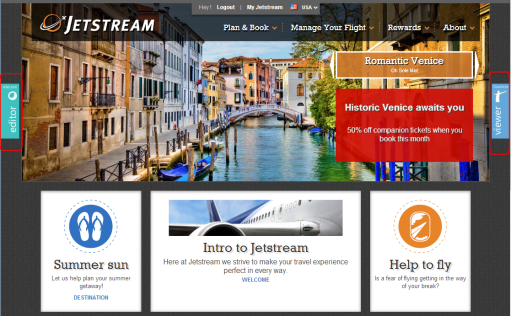 Hey! Logout | My Jetstream USA
JETSTREAM
Plan & Book Manage Your Flight Rewards About
Romantic Venice
Oh Sole Mio!
Historic Venice awaits you
50% off companion tickets when you
book this month
editor
viewer
Summer sun
Let us help plan your summer
getaway!
DESTINATION
Intro to Jetstream
Here at Jetstream we strive to make your travel experience
perfect in every way.
WELCOME
Help to fly
Is a fear of flying getting in the way
of your break?